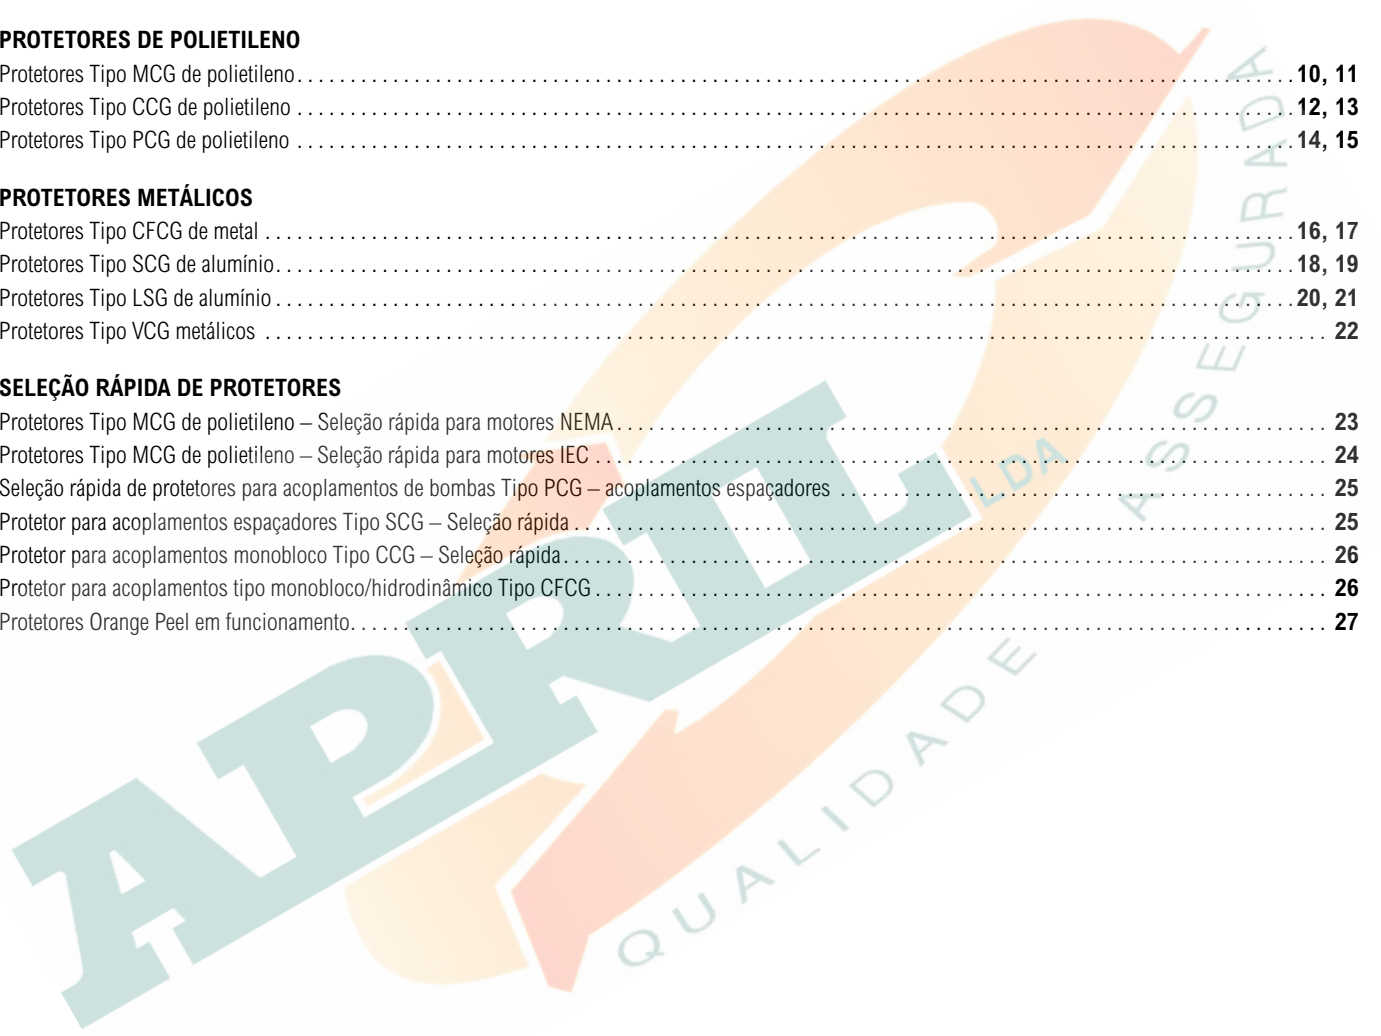 PROTETORES DE POLIETILENO
Protetores Tipo MCG de polietileno. . . . . . . . . . . . . . . . . . . . 10, 11
Protetores Tipo CCG de polietileno . . . . . . . . . . . . . . . . . . . . 12, 13
Protetores Tipo PCG de polietileno . . . . . . . . . . . . . . . . . . . . 14, 15
PROTETORES METÁLICOS
Protetores Tipo CFCG de metal . . . . . . . . . . . . . . . . . . . . 16, 17
Protetores Tipo SCG de alumínio. . . . . . . . . . . . . . . . . . . . 18, 19
Protetores Tipo LSG de alumínio . . . . . . . . . . . . . . . . . . . . 20, 21
Protetores Tipo VCG metálicos . . . . . . . . . . . . . . . . . . . . 22
SELEÇÃO RÁPIDA DE PROTETORES
Protetores Tipo MCG de polietileno – Seleção rápida para motores NEMA . . . . . . . . . . . . . . . . . . . . 23
Protetores Tipo MCG de polietileno – Seleção rápida para motores IEC . . . . . . . . . . . . . . . . . . . . 24
Seleção rápida de protetores para acoplamentos de bombas Tipo PCG – acoplamentos espaçadores . . . . . . . . . . . . . . . . . . . . 25
Protetor para acoplamentos espaçadores Tipo SCG – Seleção rápida . . . . . . . . . . . . . . . . . . . . 25
Protetor para acoplamentos monobloco Tipo CCG – Seleção rápida . . . . . . . . . . . . . . . . . . . . 26
Protetor para acoplamentos tipo monobloco/hidrodinâmico Tipo CFCG . . . . . . . . . . . . . . . . . . . . 26
Protetores Orange Peel em funcionamento. . . . . . . . . . . . . . . . . . . . 27
APRIL LDA
QUALIDADE ASSEGURADA